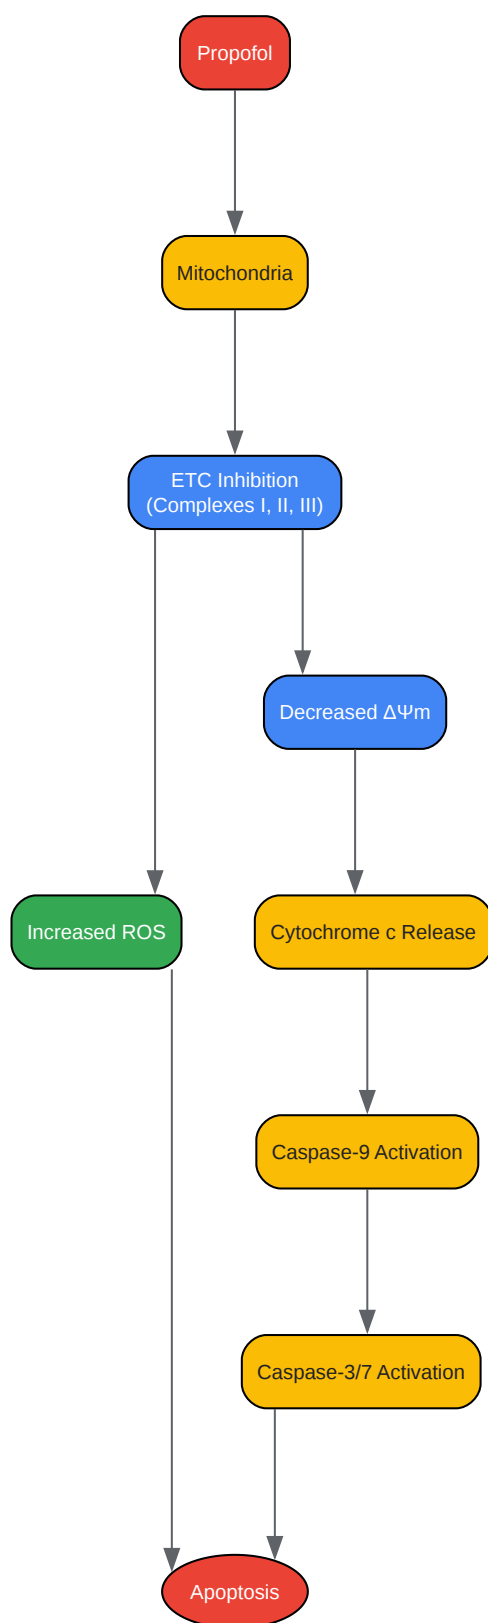 Propofol
Mitochondria
ETC Inhibition
(Complexes I, II, III)
Decreased ΔΨm
Increased ROS
Cytochrome c Release
Caspase-9 Activation
Caspase-3/7 Activation
Apoptosis